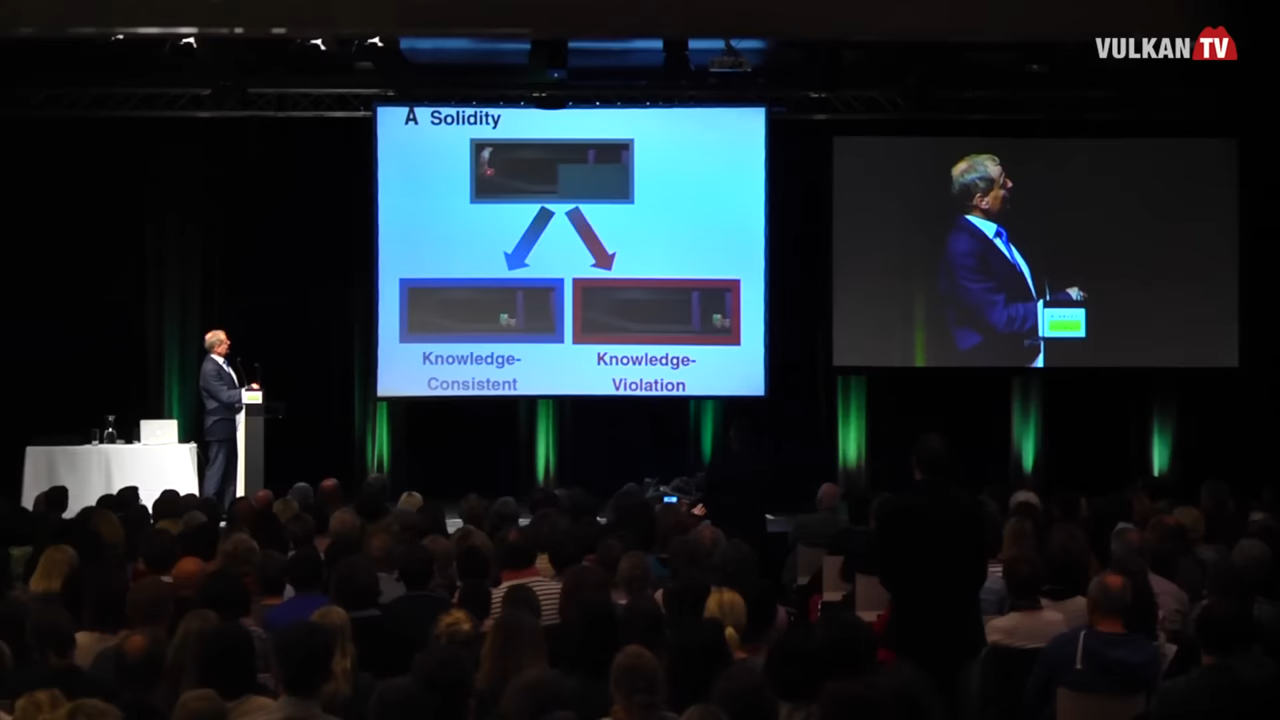 VULKAN TV
A Solidity
Knowledge-
Consistent
Knowledge-
Violation